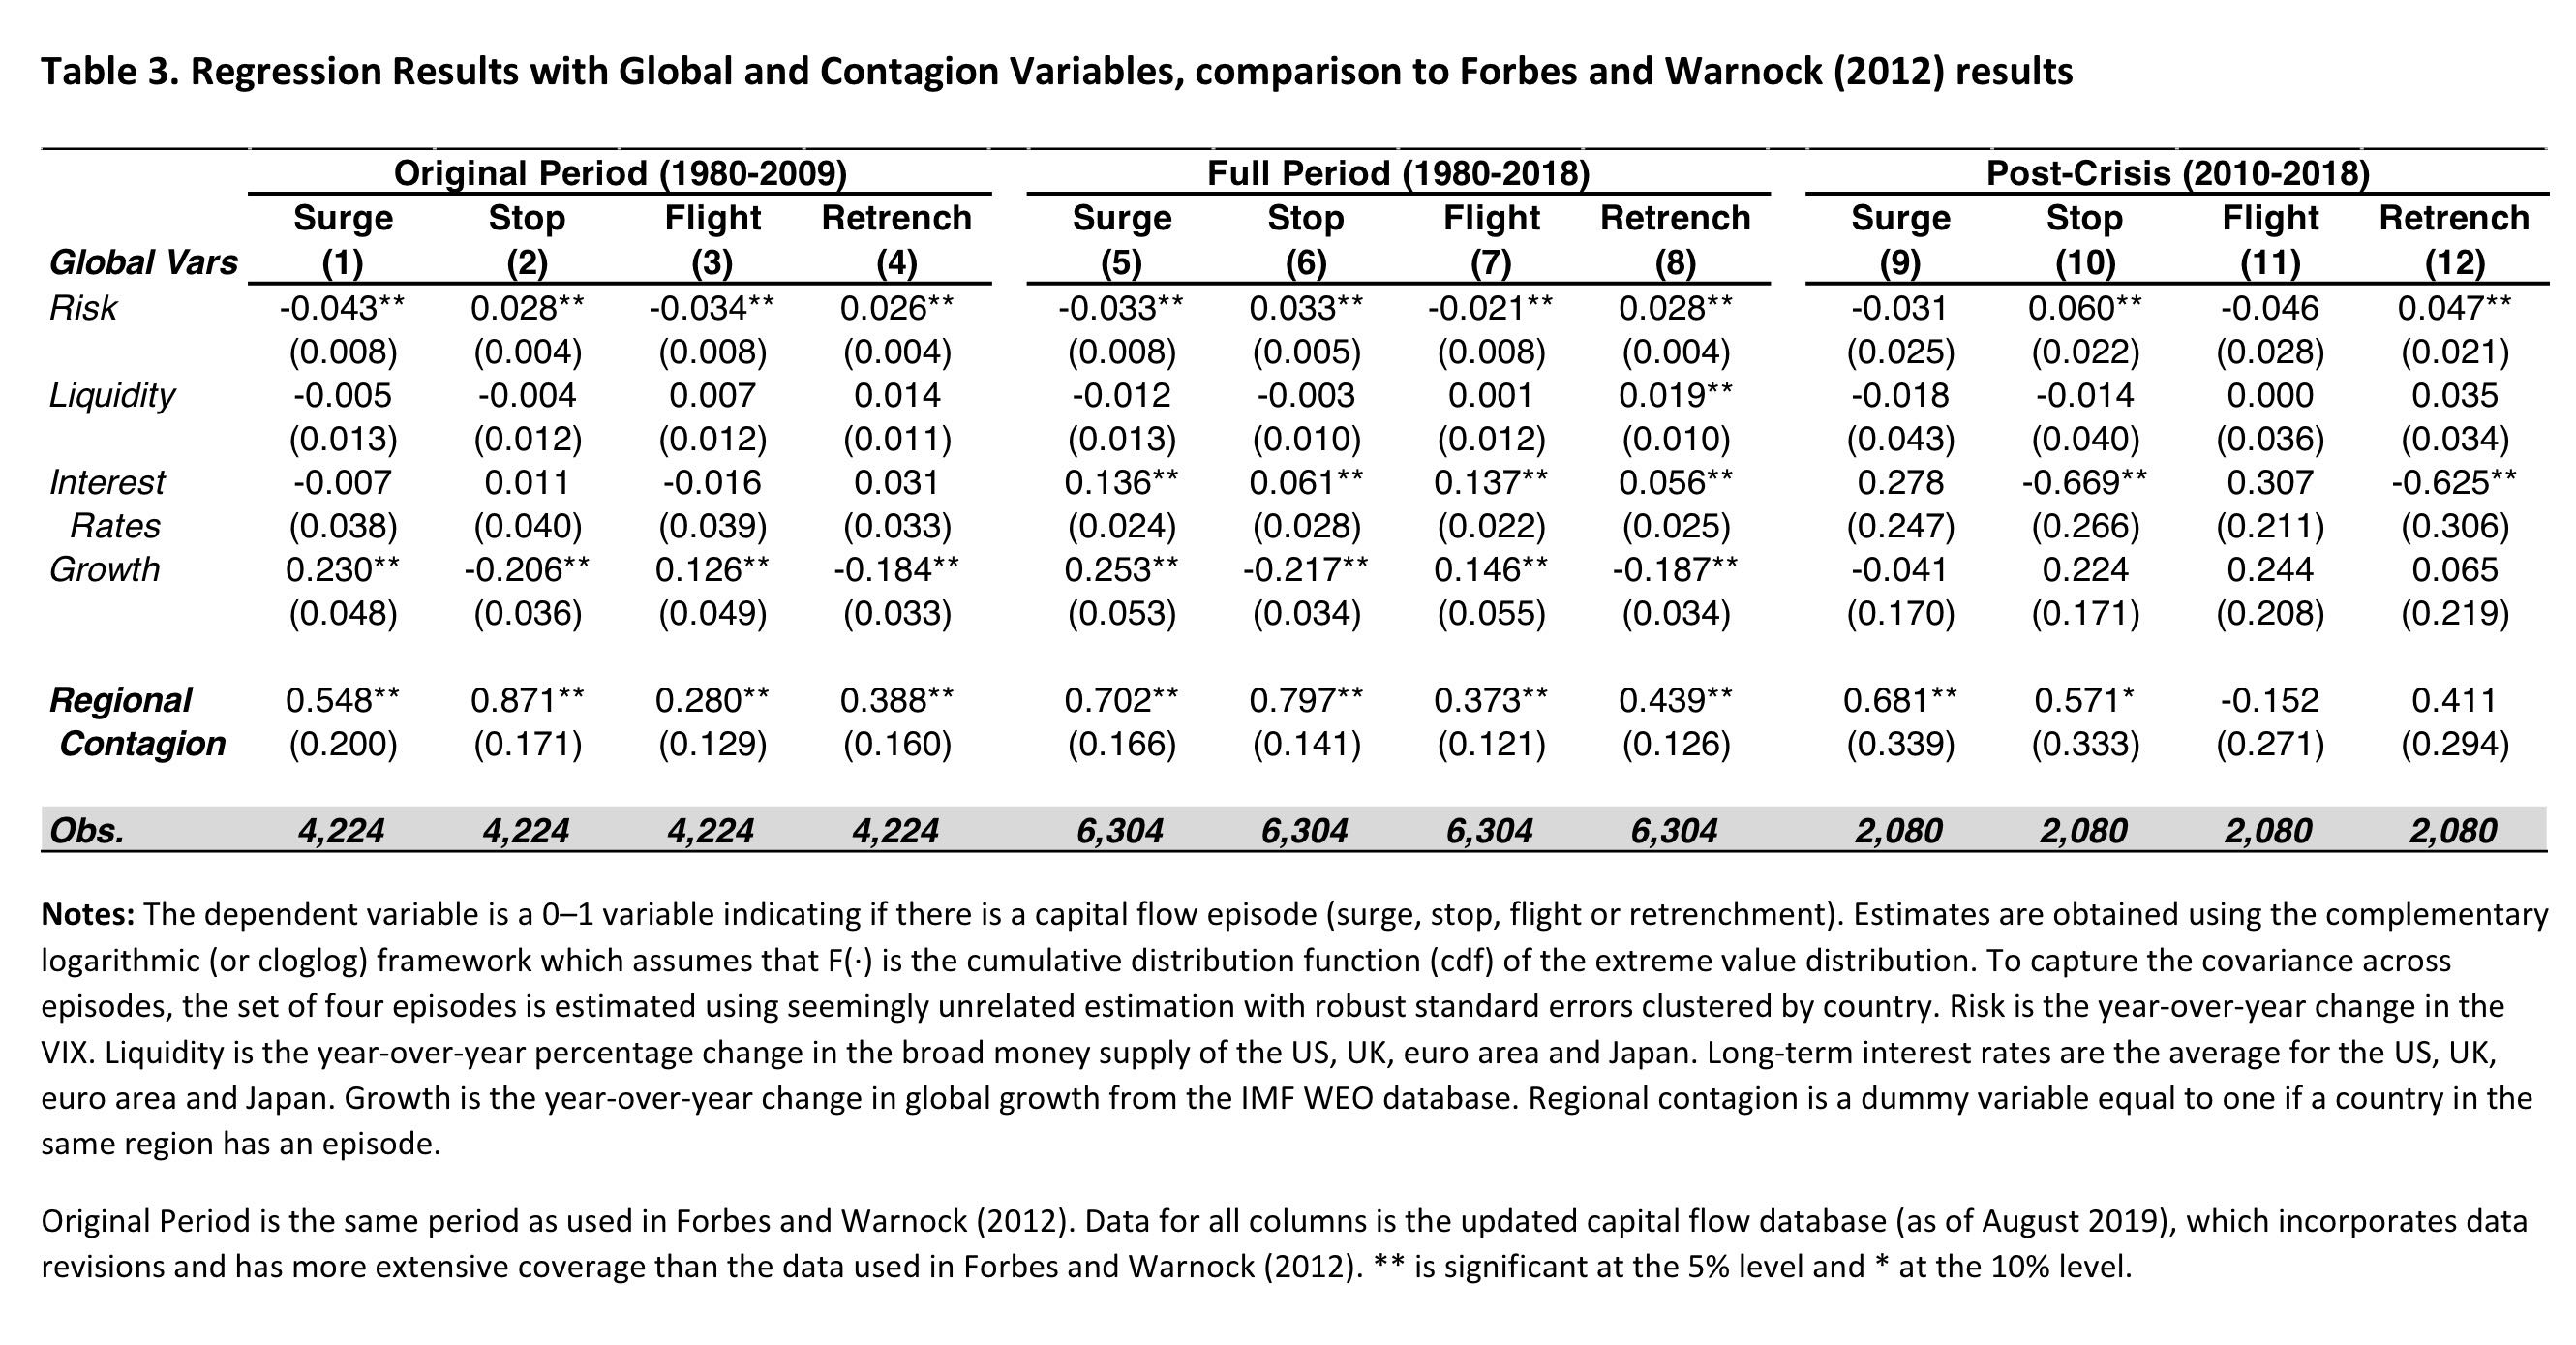 Table 3. Regression Results with Global and Contagion Variables, comparison to Forbes and Warnock (2012) results
Original Period (1980-2009) Full Period (1980-2018) Post-Crisis (2010-2018)
Surge Stop Flight Retrench Surge Stop Flight Retrench Surge Stop Flight Retrench
Global Vars (1) (2) (3) (4) (5) (6) (7) (8) (9) (10) (11) (12)
Risk -0.043** 0.028** -0.034** 0.026** -0.033** 0.033** -0.021** 0.028** -0.031 0.060** -0.046 0.047**
(0.008) (0.004) (0.008) (0.004) (0.008) (0.005) (0.008) (0.004) (0.025) (0.022) (0.028) (0.021)
Liquidity -0.005 -0.004 0.007 0.014 -0.012 -0.003 0.001 0.019** -0.018 -0.014 0.000 0.035
(0.013) (0.012) (0.012) (0.011) (0.013) (0.010) (0.012) (0.010) (0.043) (0.040) (0.036) (0.034)
Interest -0.007 0.011 -0.016 0.031 0.136** 0.061** 0.137** 0.056** 0.278 -0.669** 0.307 -0.625**
Rates (0.038) (0.040) (0.039) (0.033) (0.024) (0.028) (0.022) (0.025) (0.247) (0.266) (0.211) (0.306)
Growth 0.230** -0.206** 0.126** -0.184** 0.253** -0.217** 0.146** -0.187** -0.041 0.224 0.244 0.065
(0.048) (0.036) (0.049) (0.033) (0.053) (0.034) (0.055) (0.034) (0.170) (0.171) (0.208) (0.219)
Regional 0.548** 0.871** 0.280** 0.388** 0.702** 0.797** 0.373** 0.439** 0.681** 0.571* -0.152 0.411
Contagion (0.200) (0.171) (0.129) (0.160) (0.166) (0.141) (0.121) (0.126) (0.339) (0.333) (0.271) (0.294)
Obs. 4,224 4,224 4,224 4,224 6,304 6,304 6,304 6,304 2,080 2,080 2,080 2,080
Notes: The dependent variable is a 0–1 variable indicating if there is a capital flow episode (surge, stop, flight or retrenchment). Estimates are obtained using the complementary
logarithmic (or cloglog) framework which assumes that F(·) is the cumulative distribution function (cdf) of the extreme value distribution. To capture the covariance across
episodes, the set of four episodes is estimated using seemingly unrelated estimation with robust standard errors clustered by country. Risk is the year-over-year change in the
VIX. Liquidity is the year-over-year percentage change in the broad money supply of the US, UK, euro area and Japan. Long-term interest rates are the average for the US, UK,
euro area and Japan. Growth is the year-over-year change in global growth from the IMF WEO database. Regional contagion is a dummy variable equal to one if a country in the
same region has an episode.
Original Period is the same period as used in Forbes and Warnock (2012). Data for all columns is the updated capital flow database (as of August 2019), which incorporates data
revisions and has more extensive coverage than the data used in Forbes and Warnock (2012). ** is significant at the 5% level and * at the 10% level.